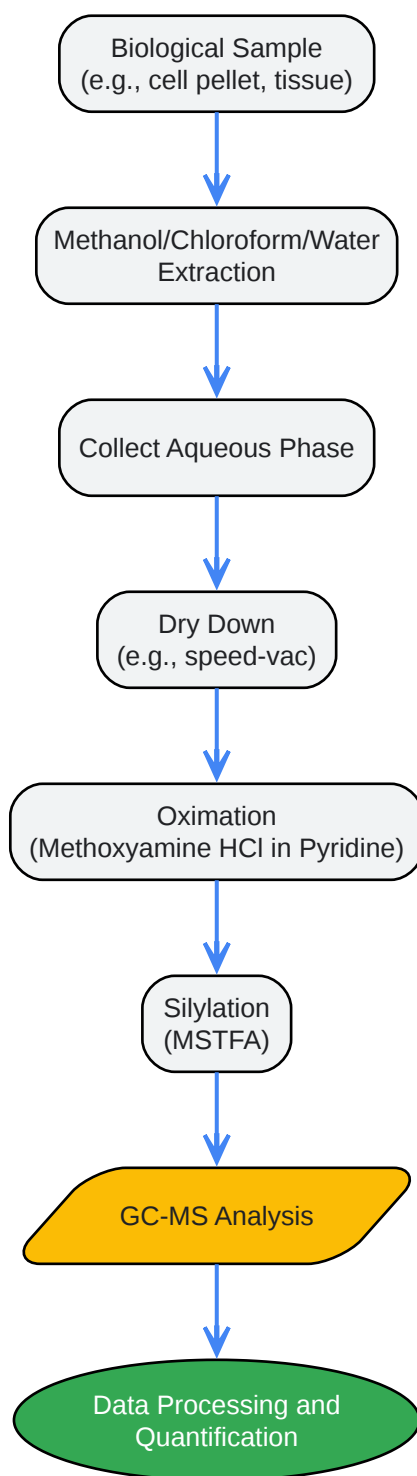 Biological Sample
(e.g., cell pellet, tissue)
Methanol/Chloroform/Water
Extraction
Collect Aqueous Phase
Dry Down
(e.g., speed-vac)
Oximation
(Methoxyamine HCl in Pyridine)
Silylation
(MSTFA)
GC-MS Analysis
Data Processing and
Quantification